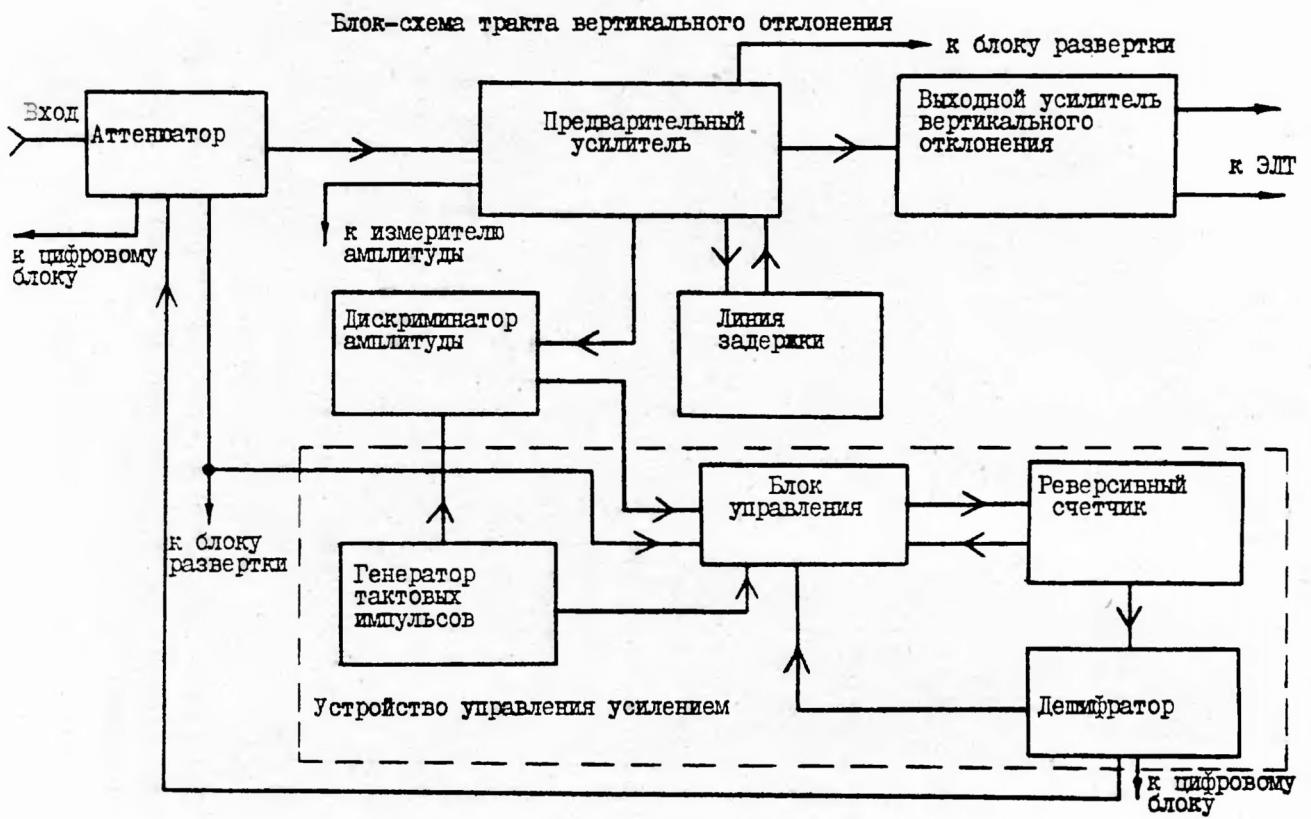 Блок-схема тракта вертикального отклонения
к блоку развертки
Вход
Аттенюатор
Предварительный
усилитель
Выходной усилитель
вертикального
отклонения
к ЭЛТ
к цифровому
блоку
к измерителю
амплитуды
Дискриминатор
амплитуды
Линия
задержки
к блоку
развертки
Блок
управления
Реверсивный
счетчик
Генератор
тактовых
импульсов
Устройство управления усилением
Дешифратор
к цифровому
блоку